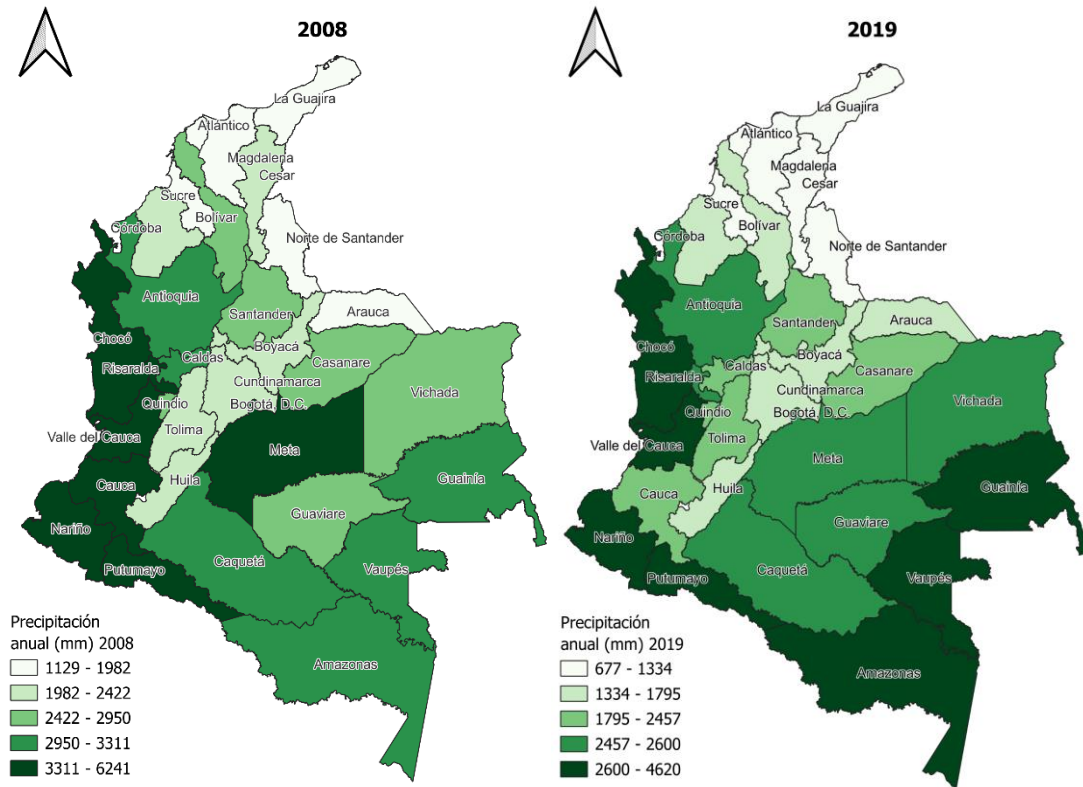 2008
La Guajira
Atlántico
Magdalena
Cesar
Sucre
Córdoba
Bolívar
Norte de Santander
Antioquia
Santander
Arauca
Chocó
Caldas
Boyacá
Casanare
Risaralda
Cundinamarca
Vichada
Quindio
Bogotá, D.C.
Tolima
Valle del Cauca
Meta
Huila
Cauca
Guainía
Guaviare
Nariño
Caquetá
Putumayo
Vaupés
Amazonas
Precipitación
anual (mm) 2008
1129 - 1982
1982 - 2422
2422 - 2950
2950 - 3311
3311 - 6241
2019
La Guajira
Atlántico
Magdalena
Cesar
Sucre
Bolívar
Córdoba
Norte de Santander
Antioquia
Santander
Arauca
Chocó
Boyacá
Caldas
Casanare
Risaralda
Cundinamarca
Vichada
Quindio
Bogotá, D.C.
Tolima
Valle del Cauca
Meta
Huila
Guainía
Cauca
Guaviare
Nariño
Caquetá
Putumayo
Vaupés
Amazonas
Precipitación
anual (mm) 2019
677 - 1334
1334 - 1795
1795 - 2457
2457 - 2600
2600 - 4620